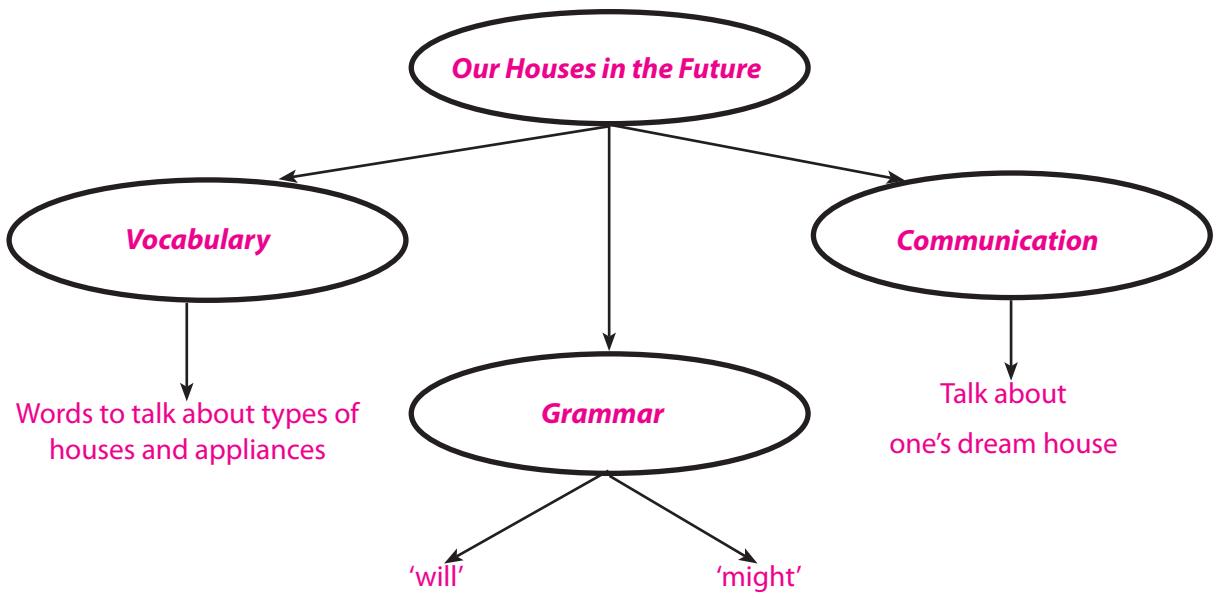 Our Houses in the Future
Vocabulary
Communication
Words to talk about types of
houses and appliances
Grammar
Talk about
one’s dream house
‘will’
‘might’